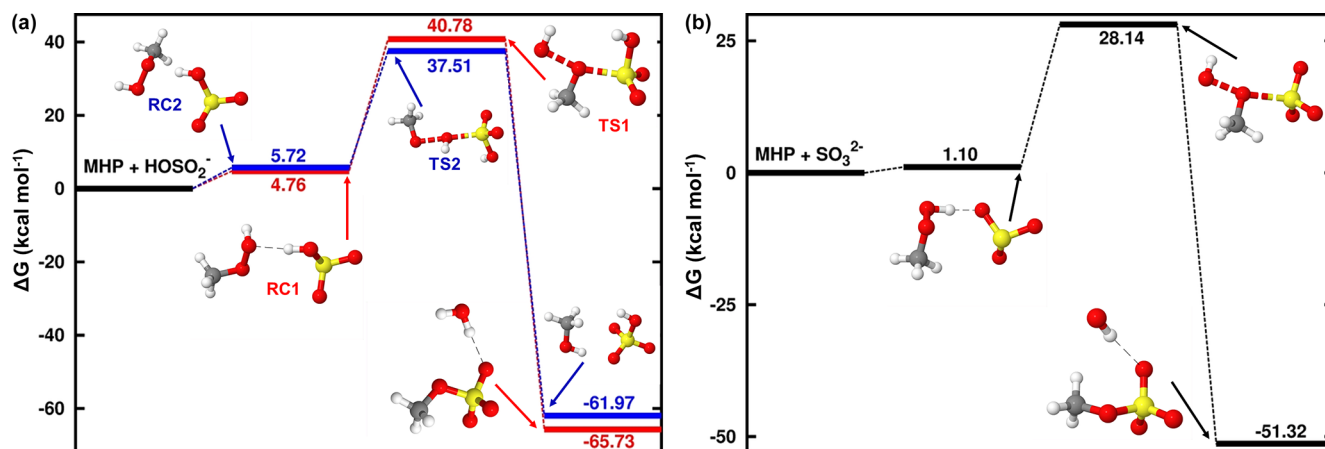 (a)
ΔG (kcal mol⁻¹)
40
20
0
-20
-40
-60
MHP + HOSO₂⁻
RC2
5.72
4.76
RC1
40.78
37.51
TS1
TS2
-61.97
-65.73
(b)
ΔG (kcal mol⁻¹)
25
0
-25
-50
MHP + SO₃²⁻
1.10
28.14
-51.32